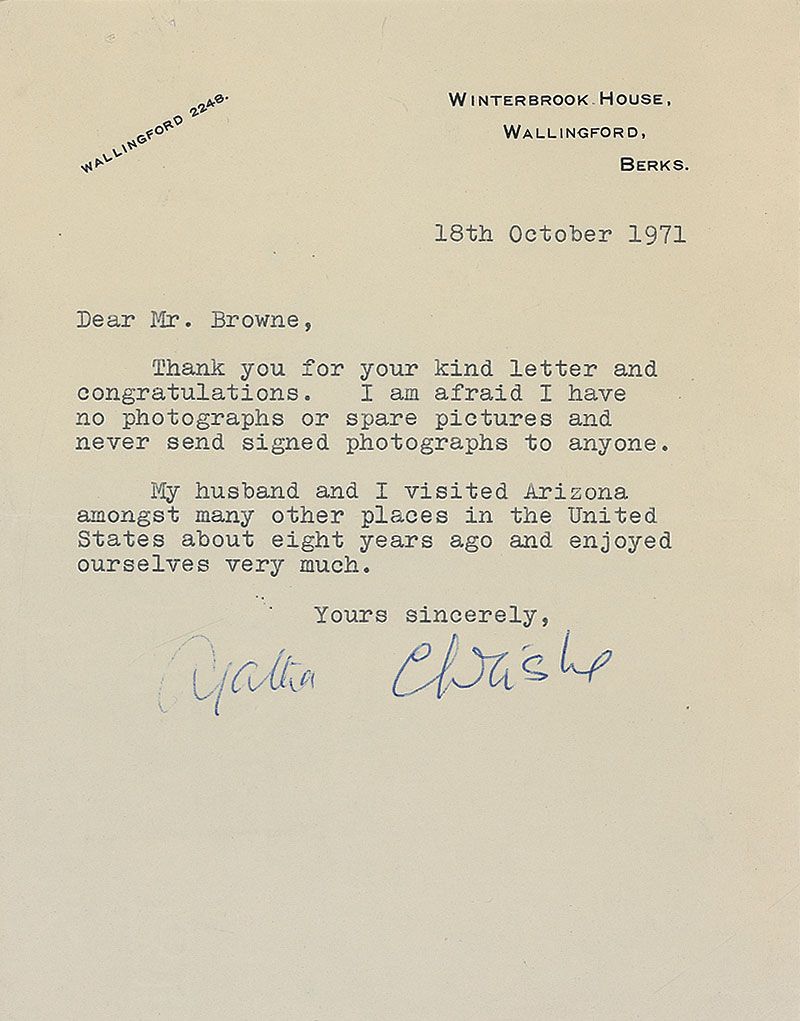 WALLINGFORD 2248.
WINTERBROOK HOUSE,
WALLINGFORD,
BERKS.
18th October 1971
Dear Mr. Browne,
Thank you for your kind letter and
congratulations. I am afraid I have
no photographs or spare pictures and
never send signed photographs to anyone.
My husband and I visited Arizona
amongst many other places in the United
States about eight years ago and enjoyed
ourselves very much.
Yours sincerely,
Agatha Christie